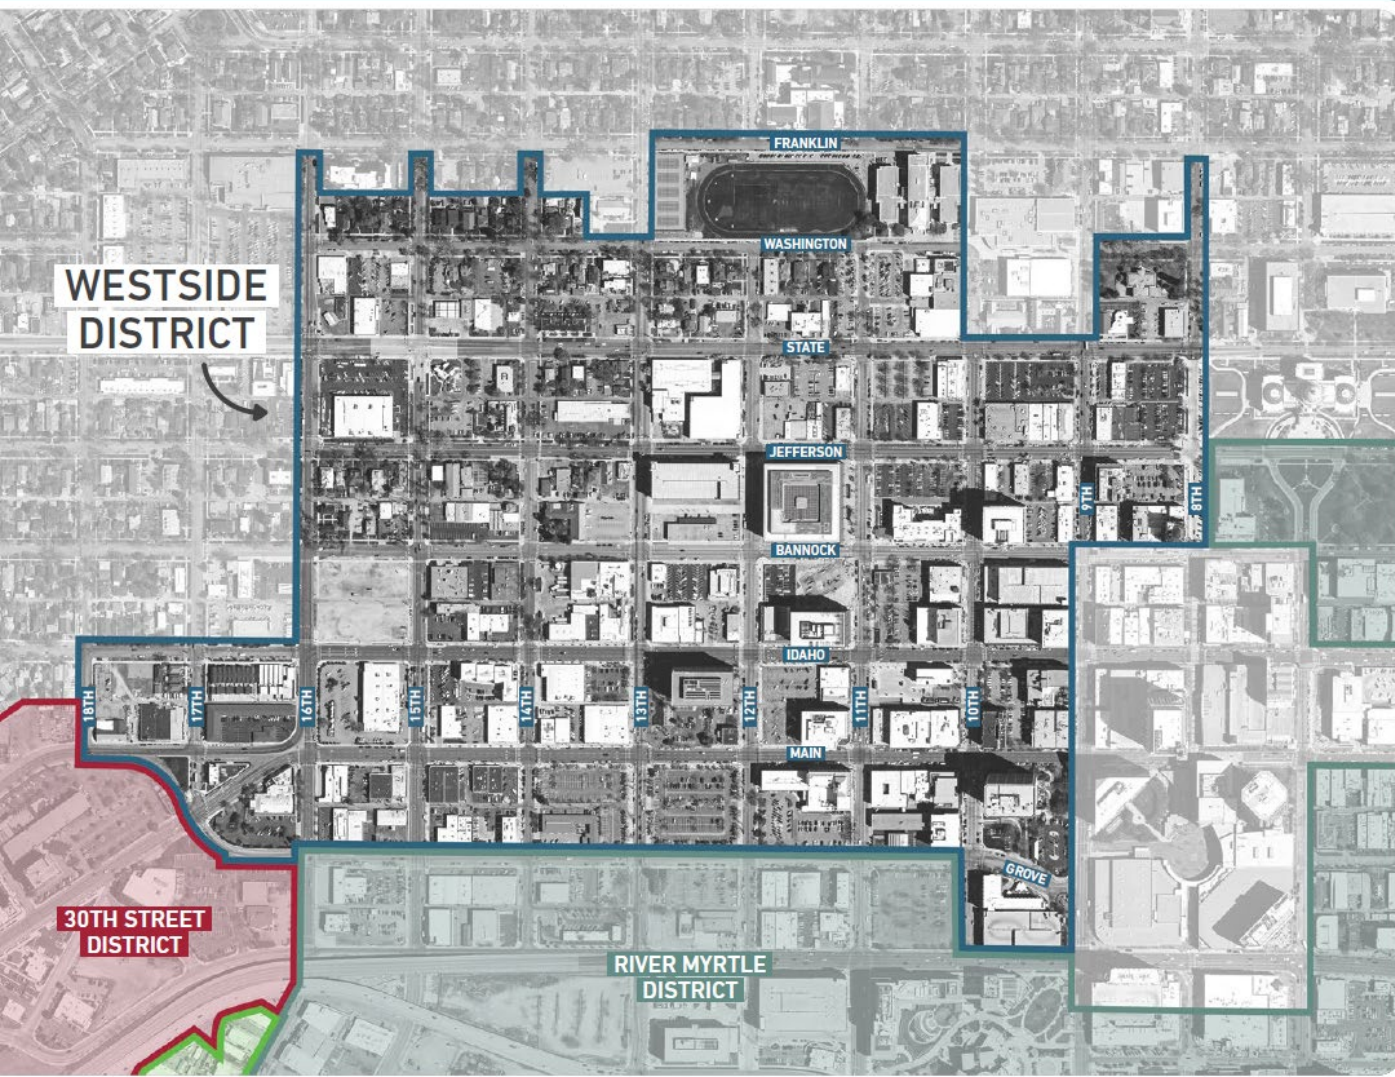 FRANKLIN
WASHINGTON
WESTSIDE
DISTRICT
STATE
JEFFERSON
9TH
8TH
BANNOCK
IDAHO
18TH
17TH
16TH
15TH
14TH
13TH
12TH
11TH
10TH
MAIN
GROVE
30TH STREET
DISTRICT
RIVER MYRTLE
DISTRICT